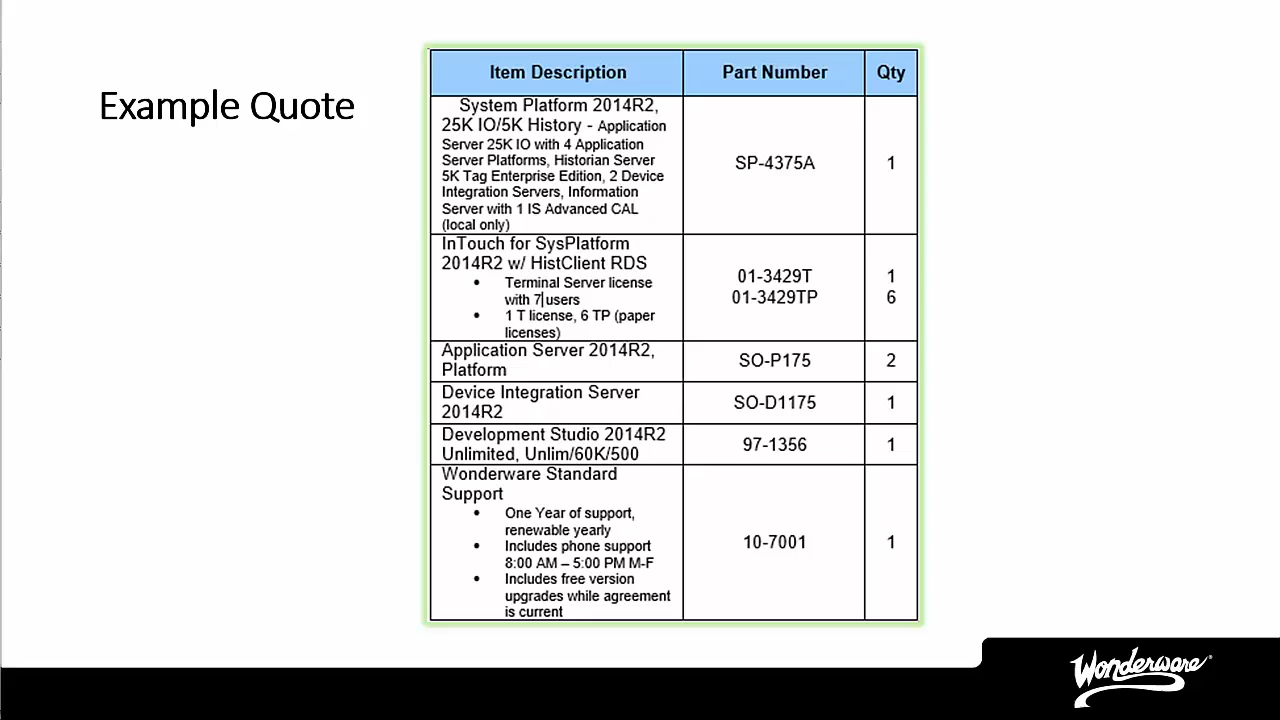 Example Quote
Item Description
Part Number
Qty
System Platform 2014R2,
25K IO/5K History - Application
Server 25K IO with 4 Application
Server Platforms, Historian Server
5K Tag Enterprise Edition, 2 Device
Integration Servers, Information
Server with 1 IS Advanced CAL
(local only)
SP-4375A
1
InTouch for SysPlatform
2014R2 w/ HistClient RDS
• Terminal Server license
with 7 users
• 1 T license, 6 TP (paper
licenses)
01-3429T
01-3429TP
1
6
Application Server 2014R2,
Platform
SO-P175
2
Device Integration Server
2014R2
SO-D1175
1
Development Studio 2014R2
Unlimited, Unlim/60K/500
97-1356
1
Wonderware Standard
Support
• One Year of support,
renewable yearly
• Includes phone support
8:00 AM – 5:00 PM M-F
• Includes free version
upgrades while agreement
is current
10-7001
1
Wonderware